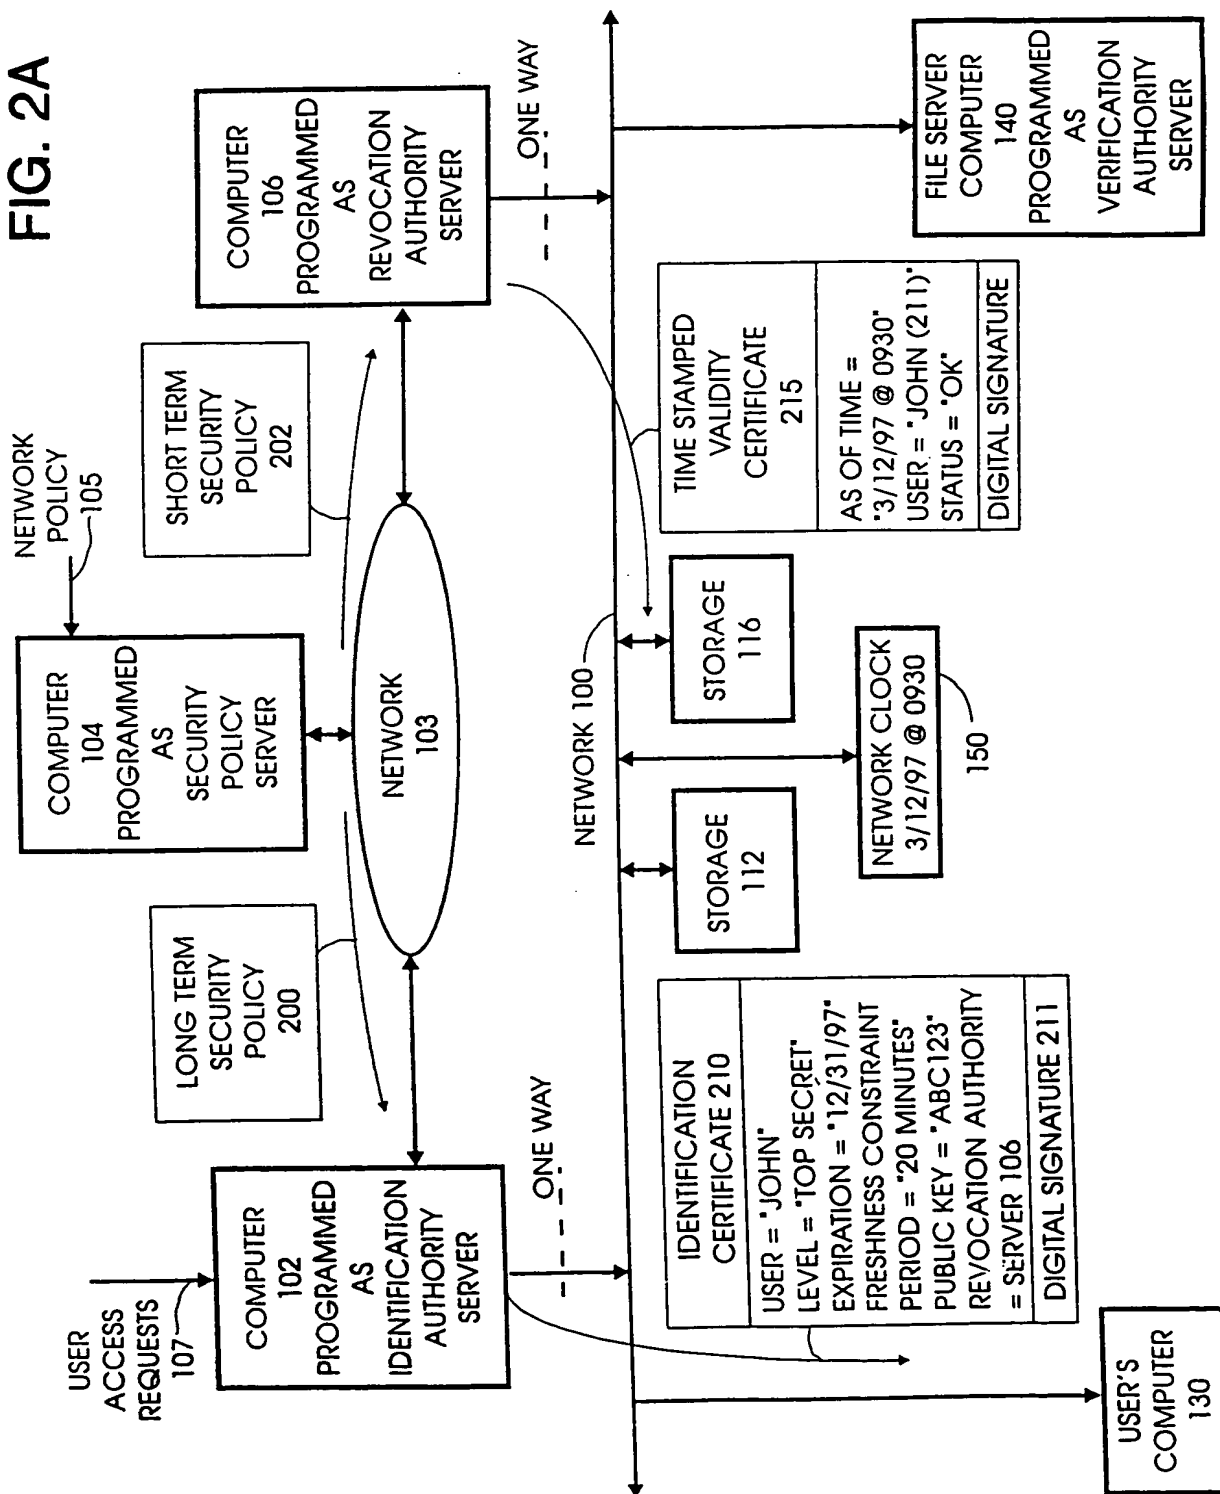 FIG. 2A
USER
ACCESS
REQUESTS
107
COMPUTER
102
PROGRAMMED
AS
IDENTIFICATION
AUTHORITY
SERVER
LONG TERM
SECURITY
POLICY
200
COMPUTER
104
PROGRAMMED
AS
SECURITY
POLICY
SERVER
NETWORK
POLICY
105
SHORT TERM
SECURITY
POLICY
202
COMPUTER
106
PROGRAMMED
AS
REVOCATION
AUTHORITY
SERVER
NETWORK
103
ONE WAY
ONE WAY
NETWORK 100
IDENTIFICATION
CERTIFICATE 210
USER = "JOHN"
LEVEL = "TOP SECRET"
EXPIRATION = "12/31/97"
FRESHNESS CONSTRAINT
PERIOD = "20 MINUTES"
PUBLIC KEY = "ABC123"
REVOCATION AUTHORITY
= SERVER 106
DIGITAL SIGNATURE 211
STORAGE
112
STORAGE
116
NETWORK CLOCK
3/12/97 @ 0930
150
TIME STAMPED
VALIDITY
CERTIFICATE
215
AS OF TIME =
"3/12/97 @ 0930"
USER = "JOHN (211)"
STATUS = "OK"
DIGITAL SIGNATURE
USER'S
COMPUTER
130
FILE SERVER
COMPUTER
140
PROGRAMMED
AS
VERIFICATION
AUTHORITY
SERVER